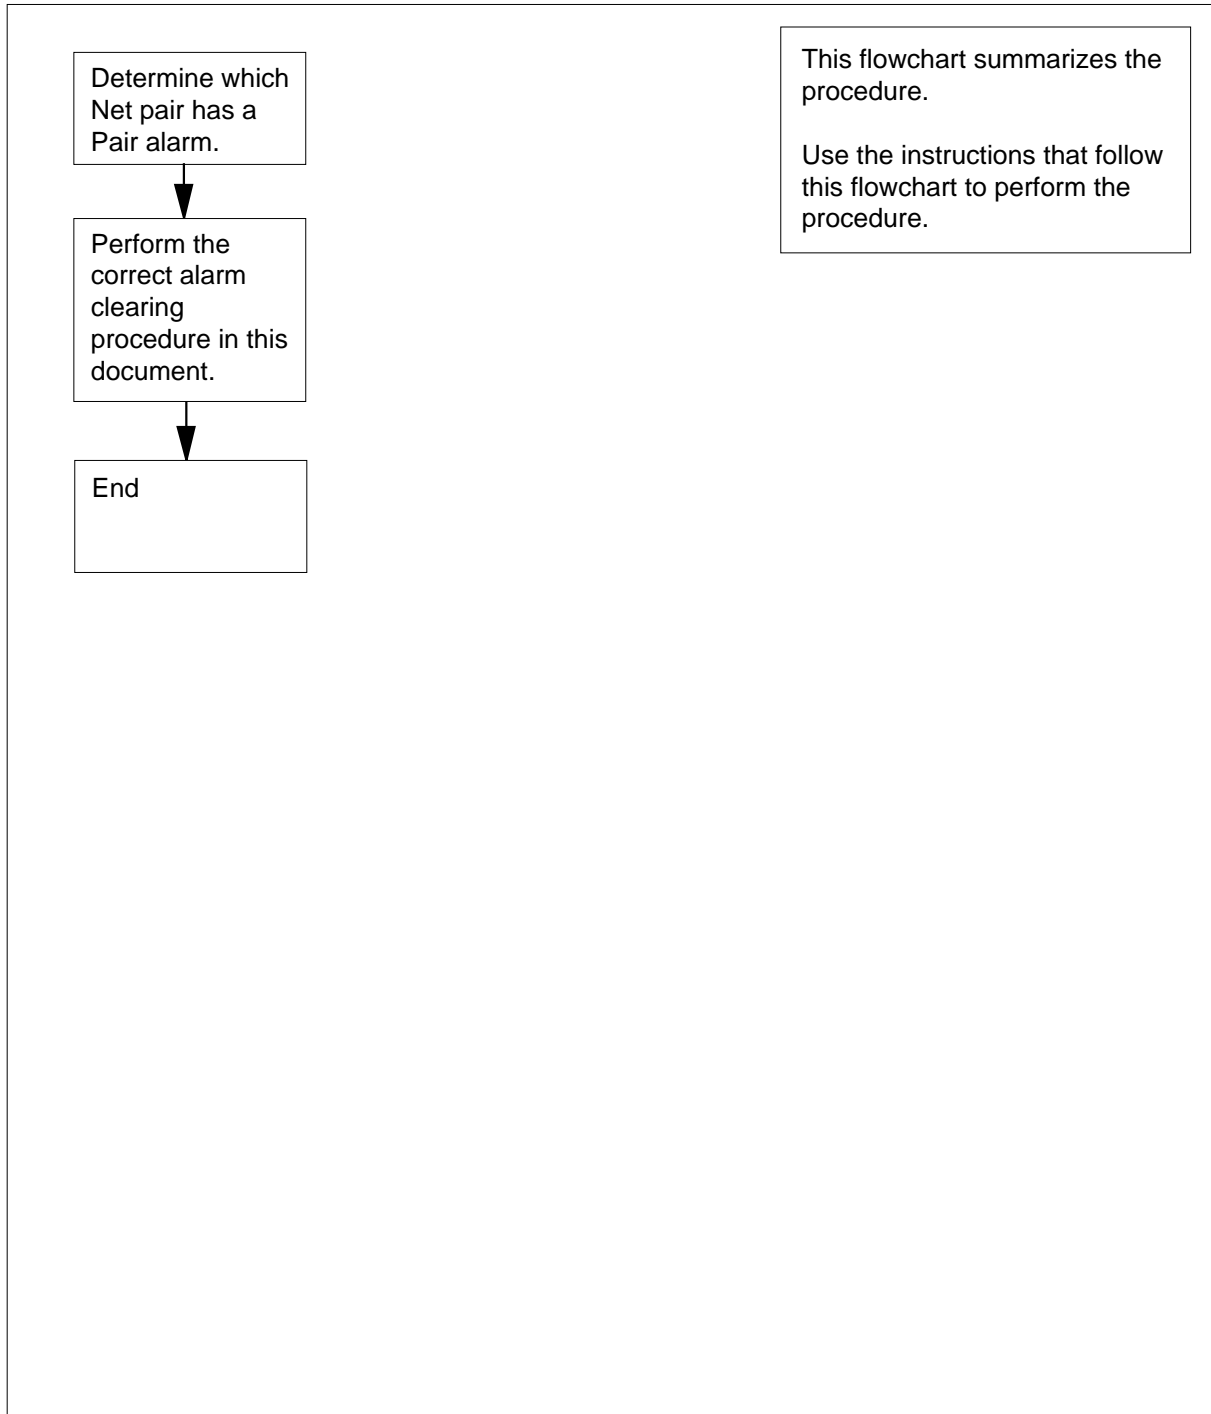 Determine which
Net pair has a
Pair alarm.
Perform the
correct alarm
clearing
procedure in this
document.
End
This flowchart summarizes the
procedure.
Use the instructions that follow
this flowchart to perform the
procedure.